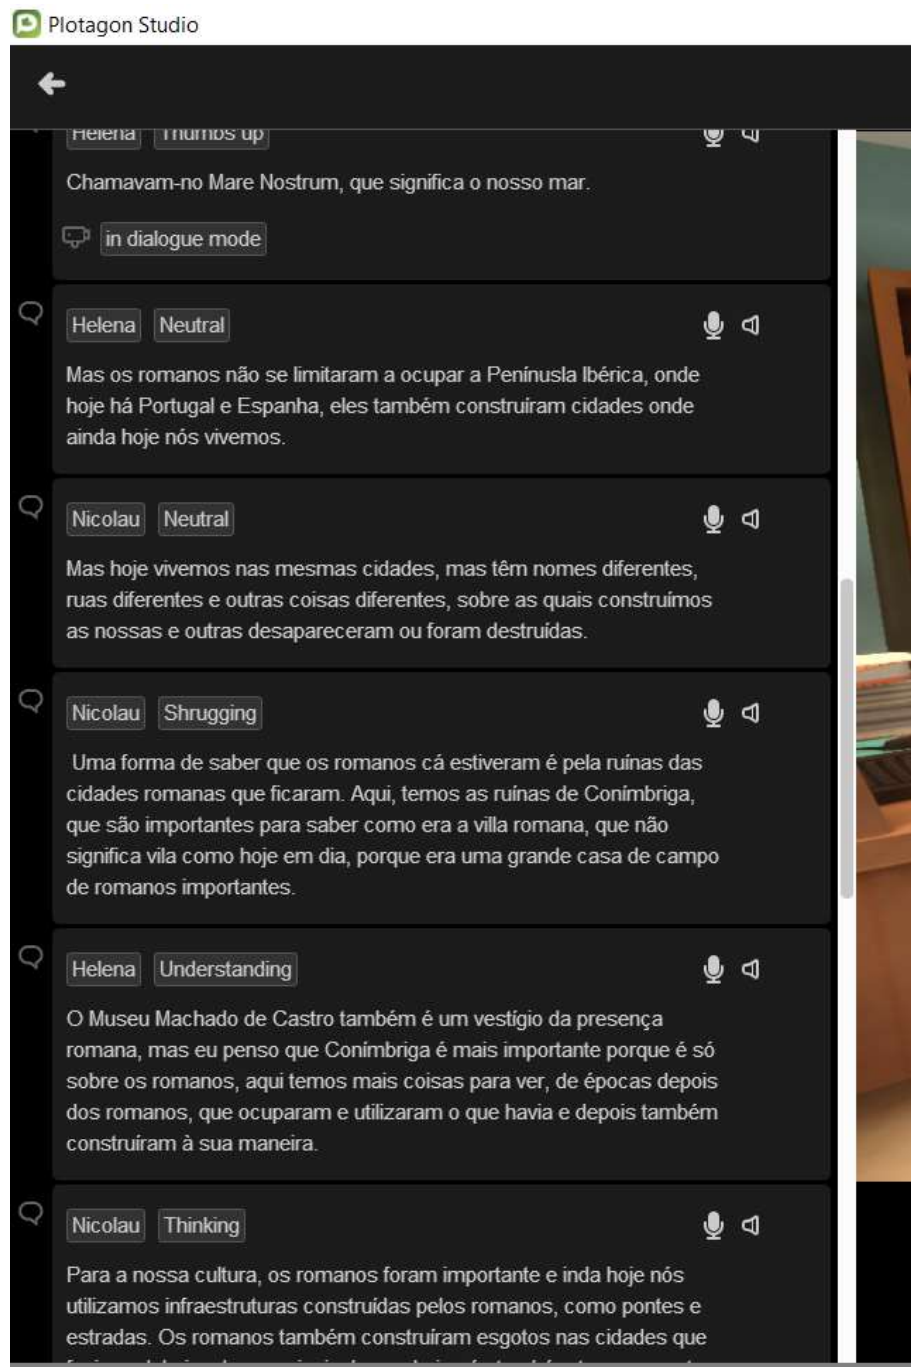 Plotagon Studio
Helena Thumbs up
Chamavam-no Mare Nostrum, que significa o nosso mar.
in dialogue mode
Helena Neutral
Mas os romanos não se limitaram a ocupar a Penínusla Ibérica, onde
hoje há Portugal e Espanha, eles também construíram cidades onde
ainda hoje nós vivemos.
Nicolau Neutral
Mas hoje vivemos nas mesmas cidades, mas têm nomes diferentes,
ruas diferentes e outras coisas diferentes, sobre as quais construímos
as nossas e outras desapareceram ou foram destruídas.
Nicolau Shrugging
Uma forma de saber que os romanos cá estiveram é pela ruínas das
cidades romanas que ficaram. Aqui, temos as ruínas de Conímbriga,
que são importantes para saber como era a villa romana, que não
significa vila como hoje em dia, porque era uma grande casa de campo
de romanos importantes.
Helena Understanding
O Museu Machado de Castro também é um vestígio da presença
romana, mas eu penso que Conímbriga é mais importante porque é só
sobre os romanos, aqui temos mais coisas para ver, de épocas depois
dos romanos, que ocuparam e utilizaram o que havia e depois também
construíram à sua maneira.
Nicolau Thinking
Para a nossa cultura, os romanos foram importante e inda hoje nós
utilizamos infraestruturas construídas pelos romanos, como pontes e
estradas. Os romanos também construíram esgotos nas cidades que